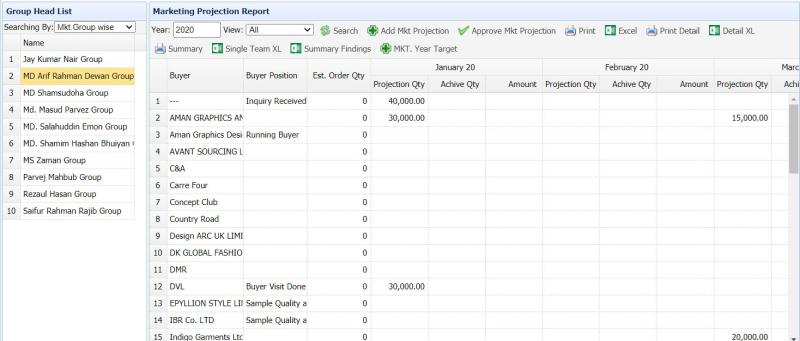 Group Head List
Searching By: Mkt Group wise
Name
1 Jay Kumar Nair Group
2 MD Arif Rahman Dewan Group
3 MD Shamsudoha Group
4 Md. Masud Parvez Group
5 MD. Salahuddin Emon Group
6 MD. Shamim Hashan Bhuiyan (
7 MS Zaman Group
8 Parvej Mahbub Group
9 Rezaul Hasan Group
10 Saifur Rahman Rajib Group
Marketing Projection Report
Year: 2020 View: All Search Add Mkt Projection Approve Mkt Projection Print Excel Print Detail Detail XL
Summary Single Team XL Summary Findings MKT. Year Target
Buyer Buyer Position Est. Order Qty January 20 February 20 Marc
Projection Qty Achive Qty Amount Projection Qty Achive Qty Amount Projection Qty Achi
1 --- Inquiry Received 0 40,000.00
2 AMAN GRAPHICS AN 0 30,000.00 15,000.00
3 Aman Graphics Desi Running Buyer 0
4 AVANT SOURCING L 0
5 C&A 0
6 Carre Four 0
7 Concept Club 0
8 Country Road 0
9 Design ARC UK LIMI 0
10 DK GLOBAL FASHIO 0
11 DMR 0
12 DVL Buyer Visit Done 0 30,000.00
13 EPYLLION STYLE LI Sample Quality a 0
14 IBR Co. LTD Sample Quality a 0
15 Indigo Garments Ltd 0 20,000.00